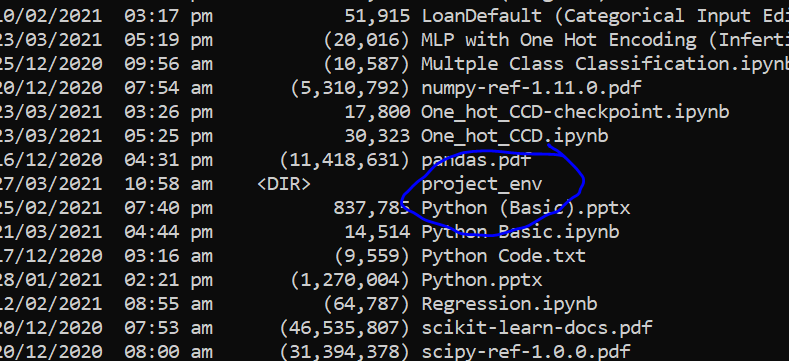 10/02/2021 03:17 pm 51,915 LoanDefault (Categorical Input Edi
23/03/2021 05:19 pm (20,016) MLP with One Hot Encoding (Inferti
25/12/2020 09:56 am (10,587) Multple Class Classification.ipynb
20/12/2020 07:54 am (5,310,792) numpy-ref-1.11.0.pdf
23/03/2021 03:26 pm 17,800 One_hot_CCD-checkpoint.ipynb
23/03/2021 05:25 pm 30,323 One_hot_CCD.ipynb
16/12/2020 04:31 pm (11,418,631) pandas.pdf
27/03/2021 10:58 am <DIR> project_env
25/02/2021 07:40 pm 837,785 Python (Basic).pptx
21/03/2021 04:44 pm 14,514 Python Basic.ipynb
17/12/2020 03:16 am (9,559) Python Code.txt
28/01/2021 02:21 pm (1,270,004) Python.pptx
12/02/2021 08:55 am (64,787) Regression.ipynb
20/12/2020 07:53 am (46,535,807) scikit-learn-docs.pdf
20/12/2020 08:00 am (31,394,378) scipy-ref-1.0.0.pdf